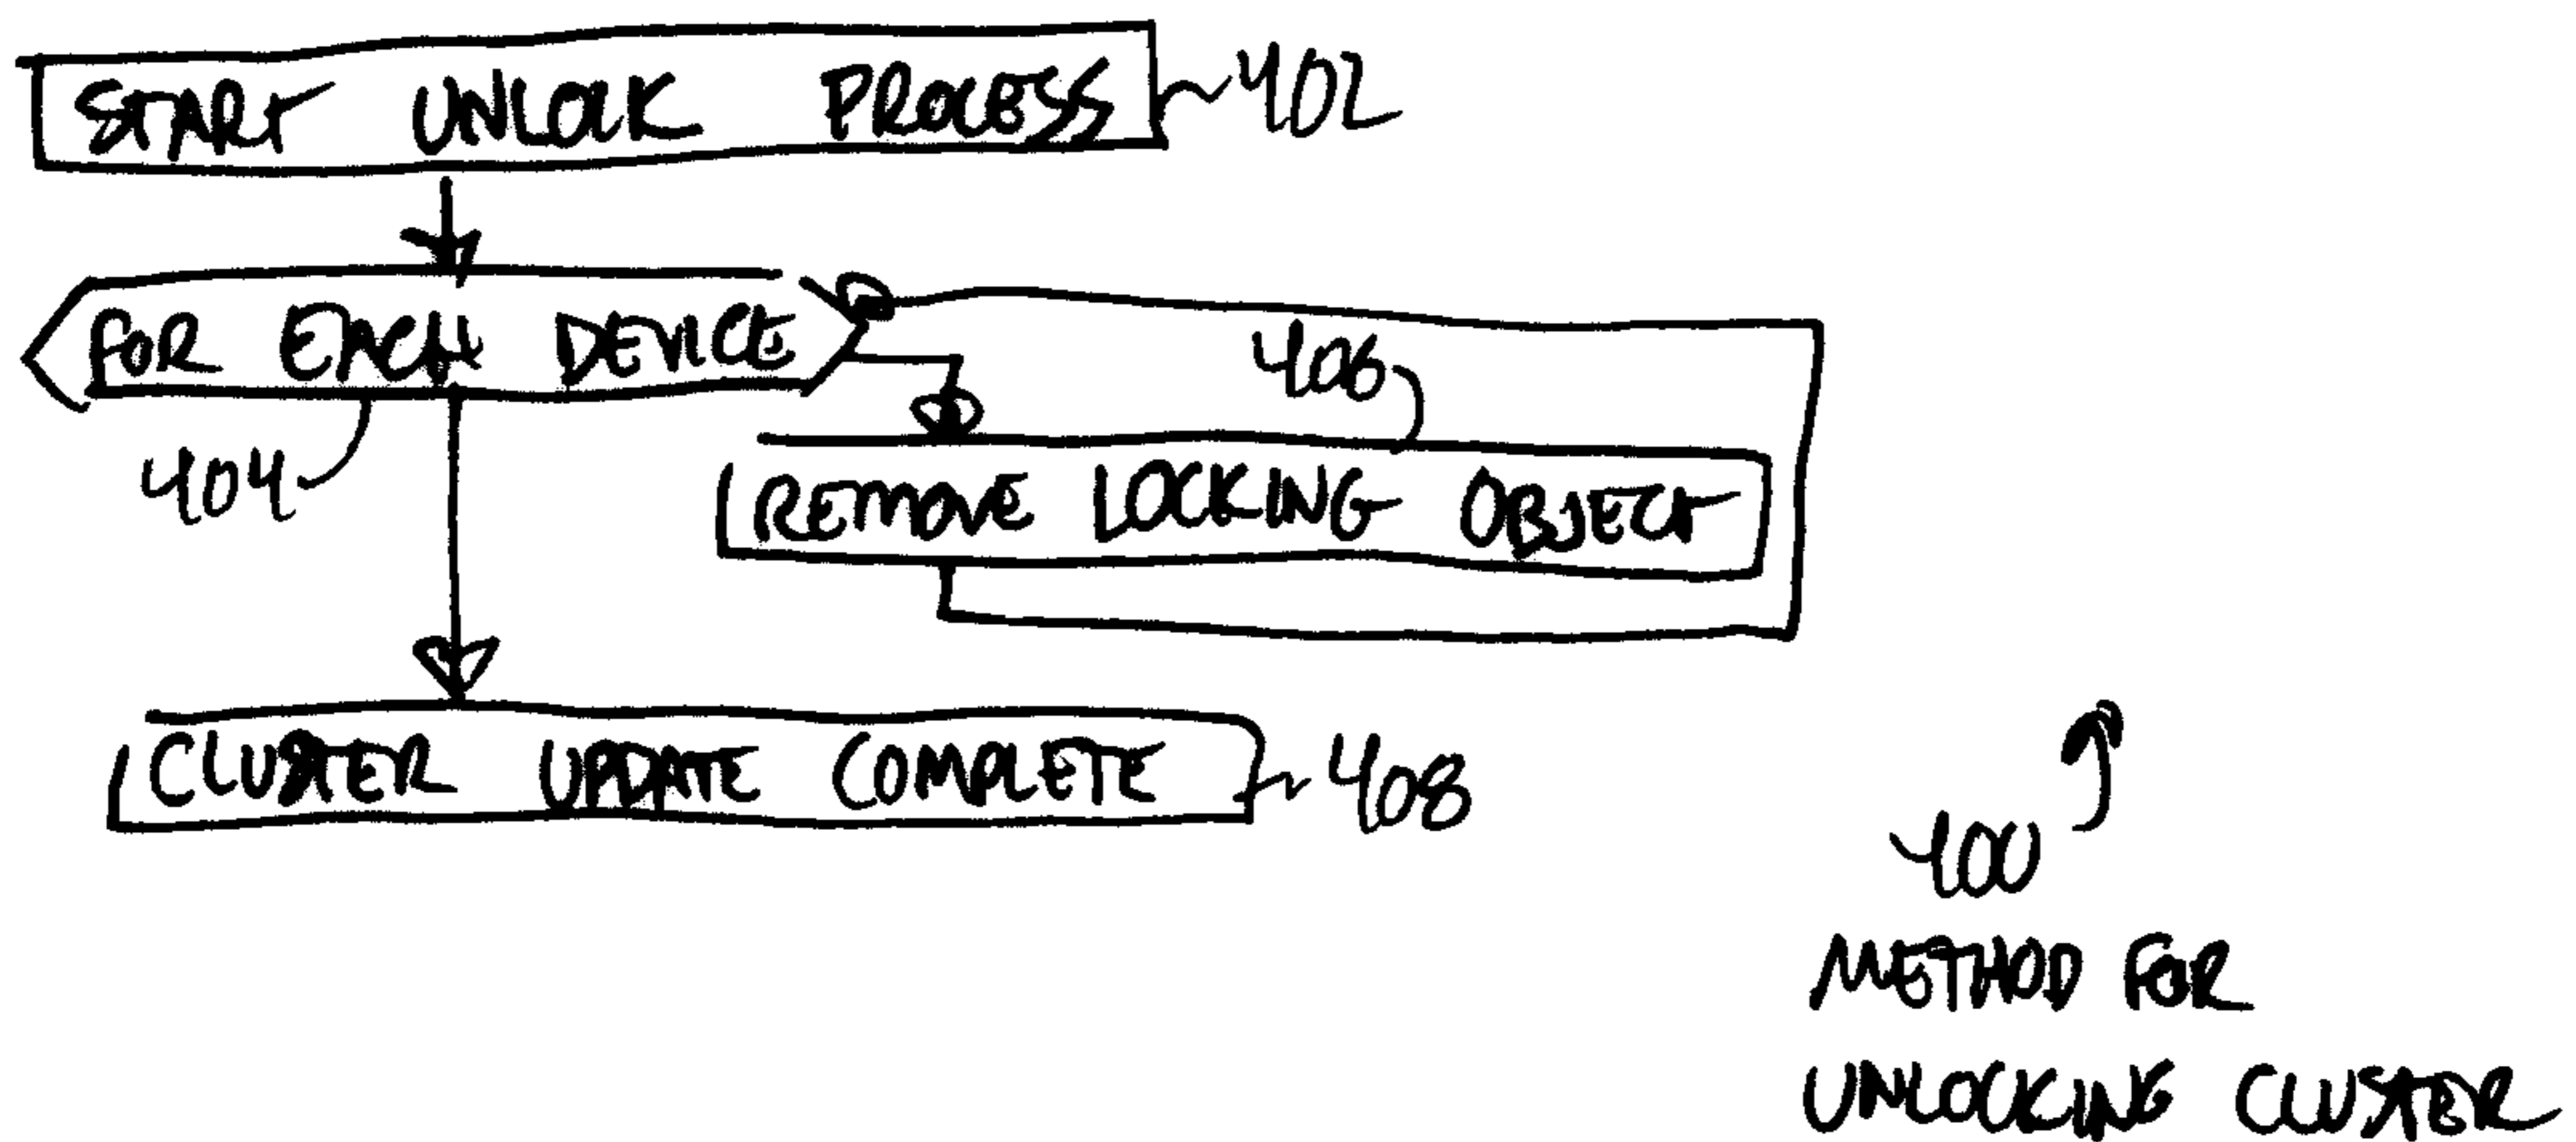 START UNLOCK PROCESS 402
FOR EACH DEVICE
404
406
REMOVE LOCKING OBJECT
CLUSTER UPDATE COMPLETE 408
400
METHOD FOR
UNLOCKING CLUSTER